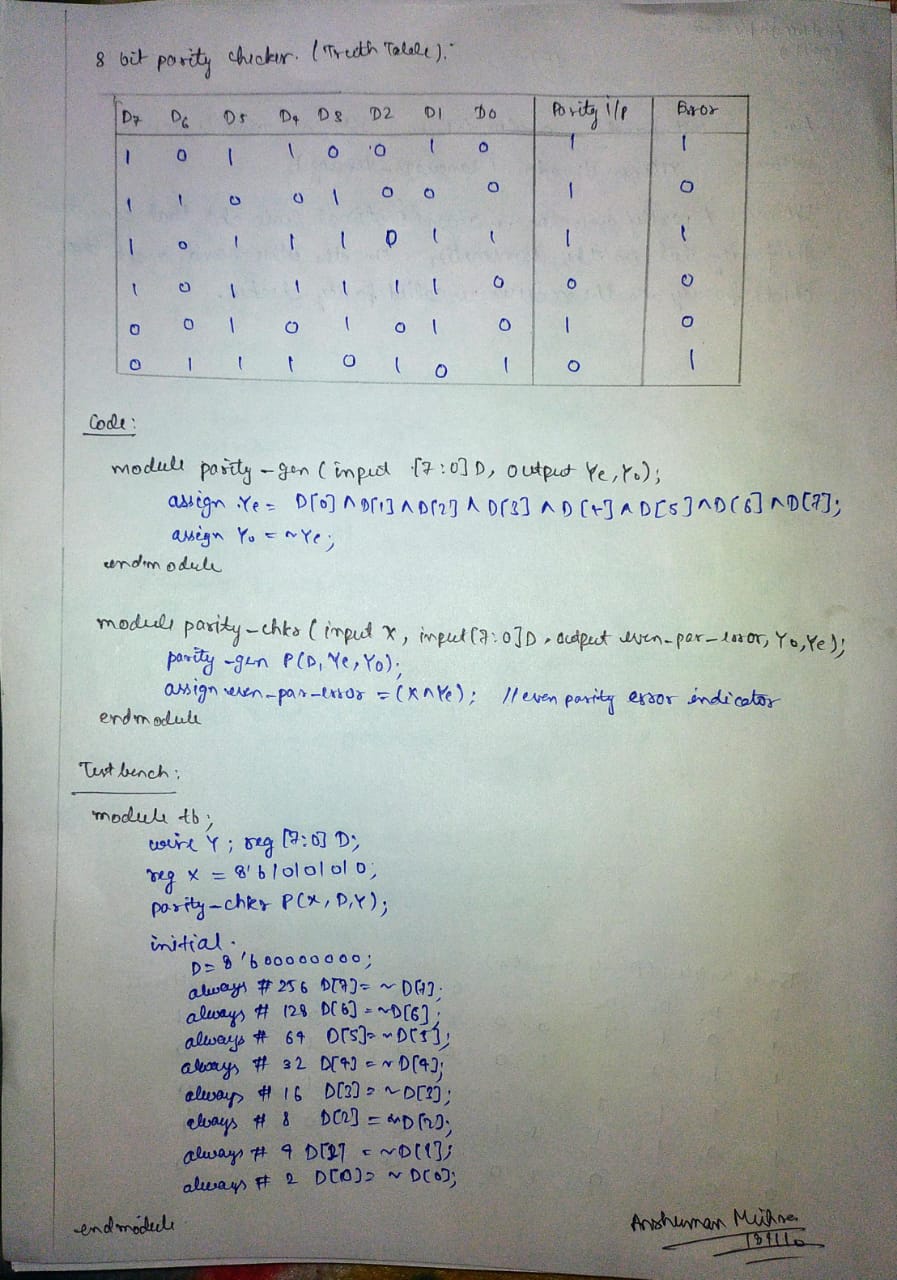 8 bit parity checker. (Truth Table):-
D7 D6 D5 D4 D3 D2 D1 D0 Parity i/p Error
1 0 1 1 0 0 1 0 1 1
1 1 0 0 1 0 0 0 1 0
1 0 1 1 1 0 1 1 1 1
1 0 1 1 1 1 1 0 0 0
0 0 1 0 1 0 1 0 1 0
0 1 1 1 0 1 0 1 0 1
Code:
module parity-gen (input [7:0] D, output Ye, Yo);
assign Ye = D[0] ^ D[1] ^ D[2] ^ D[3] ^ D[4] ^ D[5] ^ D[6] ^ D[7];
assign Yo = ~Ye;
endmodule
module parity-chkr (input X, input [7:0] D, output even-par-error, Yo, Ye);
parity-gen P(D, Ye, Yo);
assign even-par-error = (X ^ Ye); // even parity error indicator
endmodule
Test bench:
module tb;
wire Y; reg [7:0] D;
reg X = 8'b10101010;
parity-chkr P(X, D, Y);
initial
D = 8'b00000000;
always # 256 D[7] = ~D[7];
always # 128 D[6] = ~D[6];
always # 64 D[5] = ~D[5];
always # 32 D[4] = ~D[4];
always # 16 D[3] = ~D[3];
always # 8 D[2] = ~D[2];
always # 4 D[1] = ~D[1];
always # 2 D[0] = ~D[0];
endmodule
Anshuman Mishra